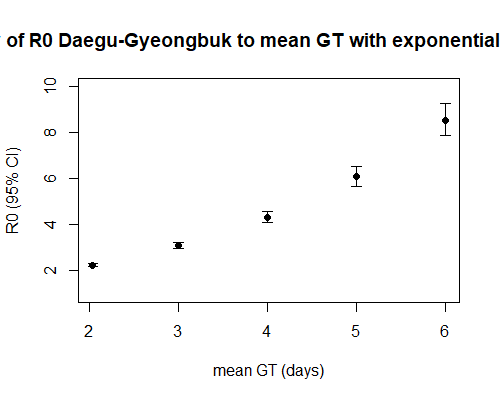 of R0 Daegu-Gyeongbuk to mean GT with exponential
R0 (95% CI)
10
8
6
4
2
2 3 4 5 6
mean GT (days)